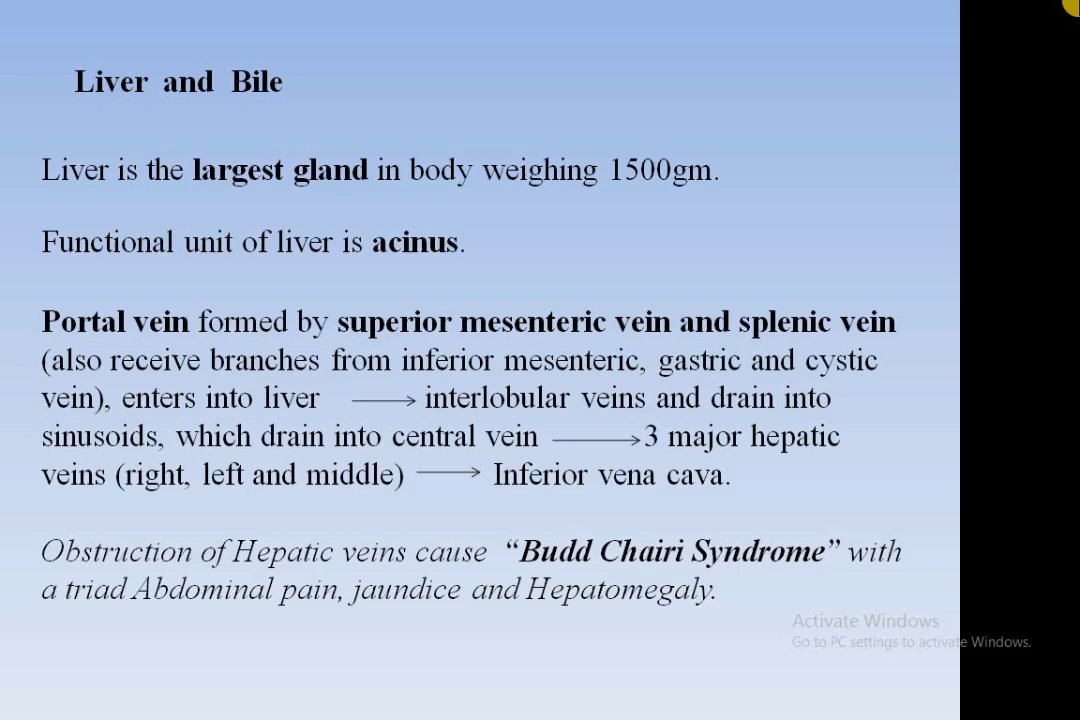 Liver and Bile
Liver is the largest gland in body weighing 1500gm.
Functional unit of liver is acinus.
Portal vein formed by superior mesenteric vein and splenic vein
(also receive branches from inferior mesenteric, gastric and cystic
vein), enters into liver ⟶ interlobular veins and drain into
sinusoids, which drain into central vein ⟶ 3 major hepatic
veins (right, left and middle) ⟶ Inferior vena cava.
Obstruction of Hepatic veins cause “Budd Chairi Syndrome” with
a triad Abdominal pain, jaundice and Hepatomegaly.
Activate Windows
Go to PC settings to activate Windows.